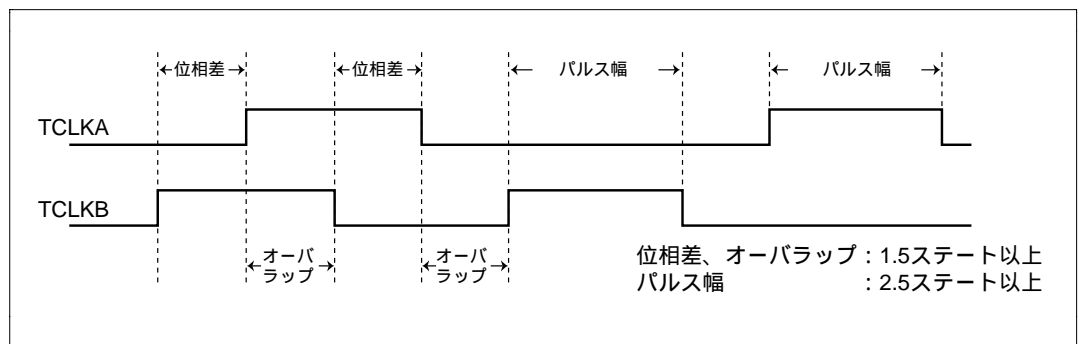 位相差 位相差 パルス幅 パルス幅
TCLKA
TCLKB
オーバ
ラップ
オーバ
ラップ
位相差、オーバラップ：1.5ステート以上
パルス幅　　　　　　：2.5ステート以上